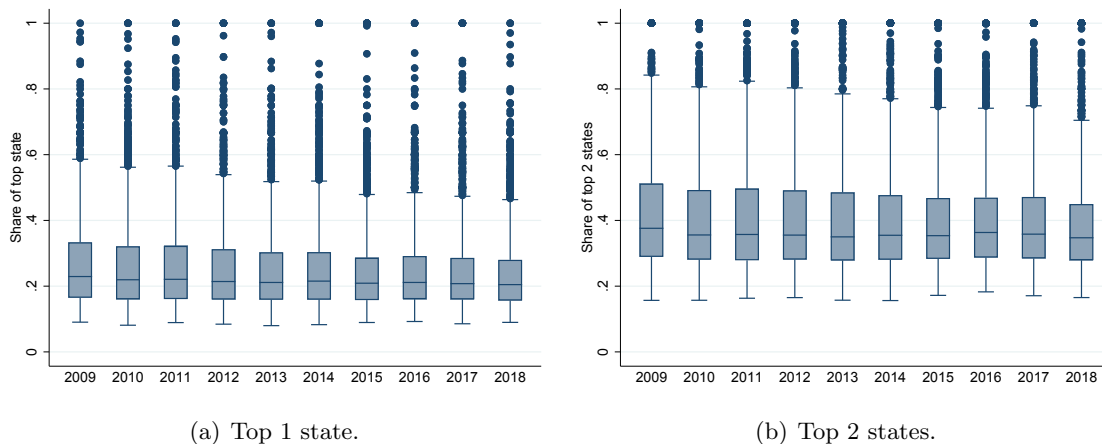 Share of top state
0 .2 .4 .6 .8 1
2009 2010 2011 2012 2013 2014 2015 2016 2017 2018
(a) Top 1 state.
Share of top 2 states
0 .2 .4 .6 .8 1
2009 2010 2011 2012 2013 2014 2015 2016 2017 2018
(b) Top 2 states.